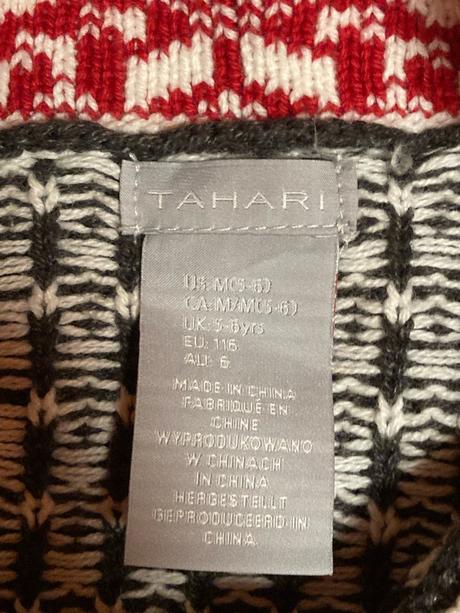 TAHARI
US: M(5-6)
CA: M/M(5-6)
UK: 5-6yrs
EU: 116
AU: 6
MADE IN CHINA
FABRIQUÉ EN
CHINE
WYPRODUKOWANO
W CHINACH
IN CHINA
HERGESTELLT
GEPRODUCEERD IN
CHINA